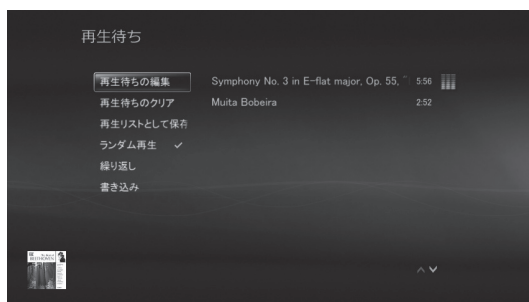 再生待ち
再生待ちの編集
Symphony No. 3 in E-flat major, Op. 55,
5:56
再生待ちのクリア
Muita Bobeira
2:52
再生リストとして保存
ランダム再生 ✓
繰り返し
書き込み
BEETHOVEN